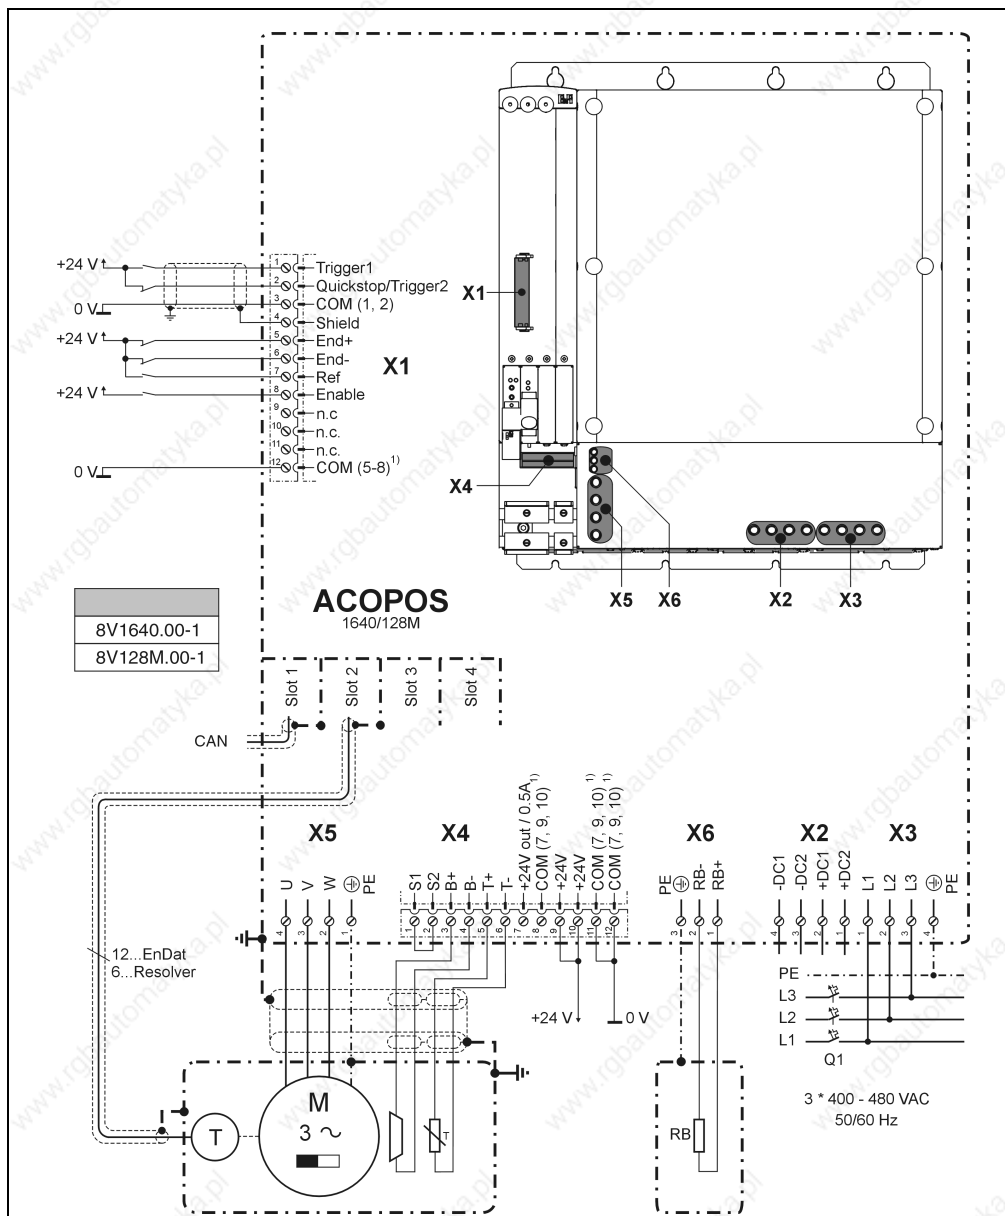 www.rgbautomatyka.pl
+24 V
0 V
+24 V
+24 V
0 V
1 Trigger1
2 Quickstop/Trigger2
3 COM (1, 2)
4 Shield
5 End+
6 End-
7 Ref
8 Enable
9 n.c
10 n.c.
11 n.c.
12 COM (5-8) 1)
X1
X1
X4
X5
X6
X2
X3
ACOPOS
1640/128M
8V1640.00-1
8V128M.00-1
Slot 1
Slot 2
Slot 3
Slot 4
CAN
X5
X4
X6
X2
X3
U
V
W
PE
4
3
2
1
S1
S2
B+
B-
T+
T-
+24V out / 0.5A
COM (7, 9, 10) 1)
+24V
+24V
COM (7, 9, 10) 1)
COM (7, 9, 10) 1)
1
2
3
4
5
6
7
8
9
10
11
12
PE
RB-
RB+
3
2
1
-DC1
-DC2
+DC1
+DC2
4
3
2
1
L1
L2
L3
PE
1
2
3
4
12...EnDat
6...Resolver
+24 V
0 V
PE
L3
L2
L1
Q1
3 * 400 - 480 VAC
50/60 Hz
T
M
3 ~
T
RB